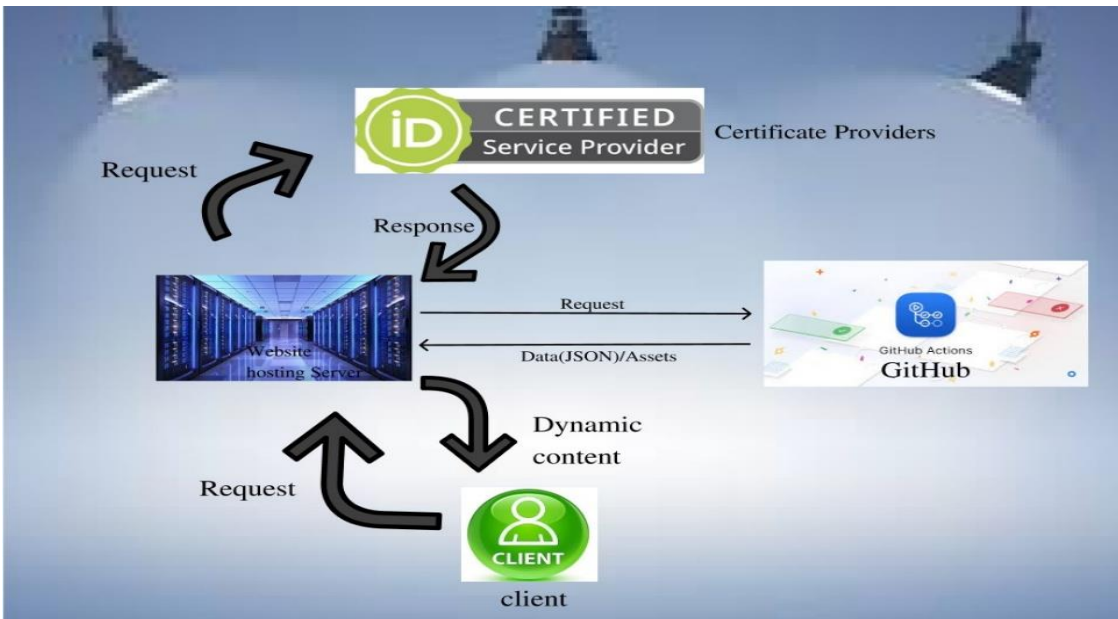 iD
CERTIFIED
Service Provider
Certificate Providers
Request
Response
Request
Website
hosting Server
Data(JSON)/Assets
GitHub Actions
GitHub
Dynamic
content
Request
CLIENT
client